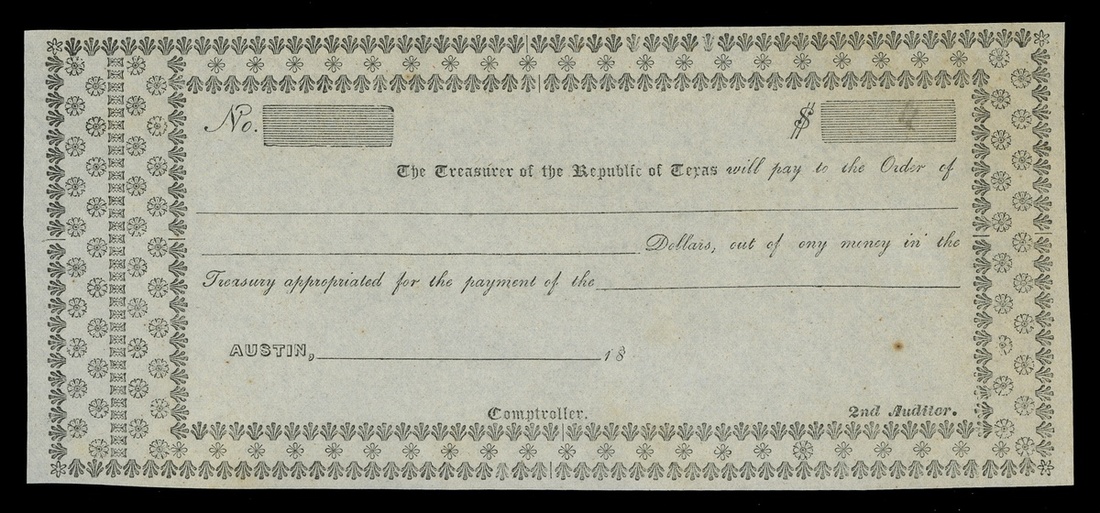 No. $
The Treasurer of the Republic of Texas will pay to the Order of
Dollars, out of any money in the
Treasury appropriated for the payment of the
AUSTIN, 18
Comptroller. 2nd Auditor.